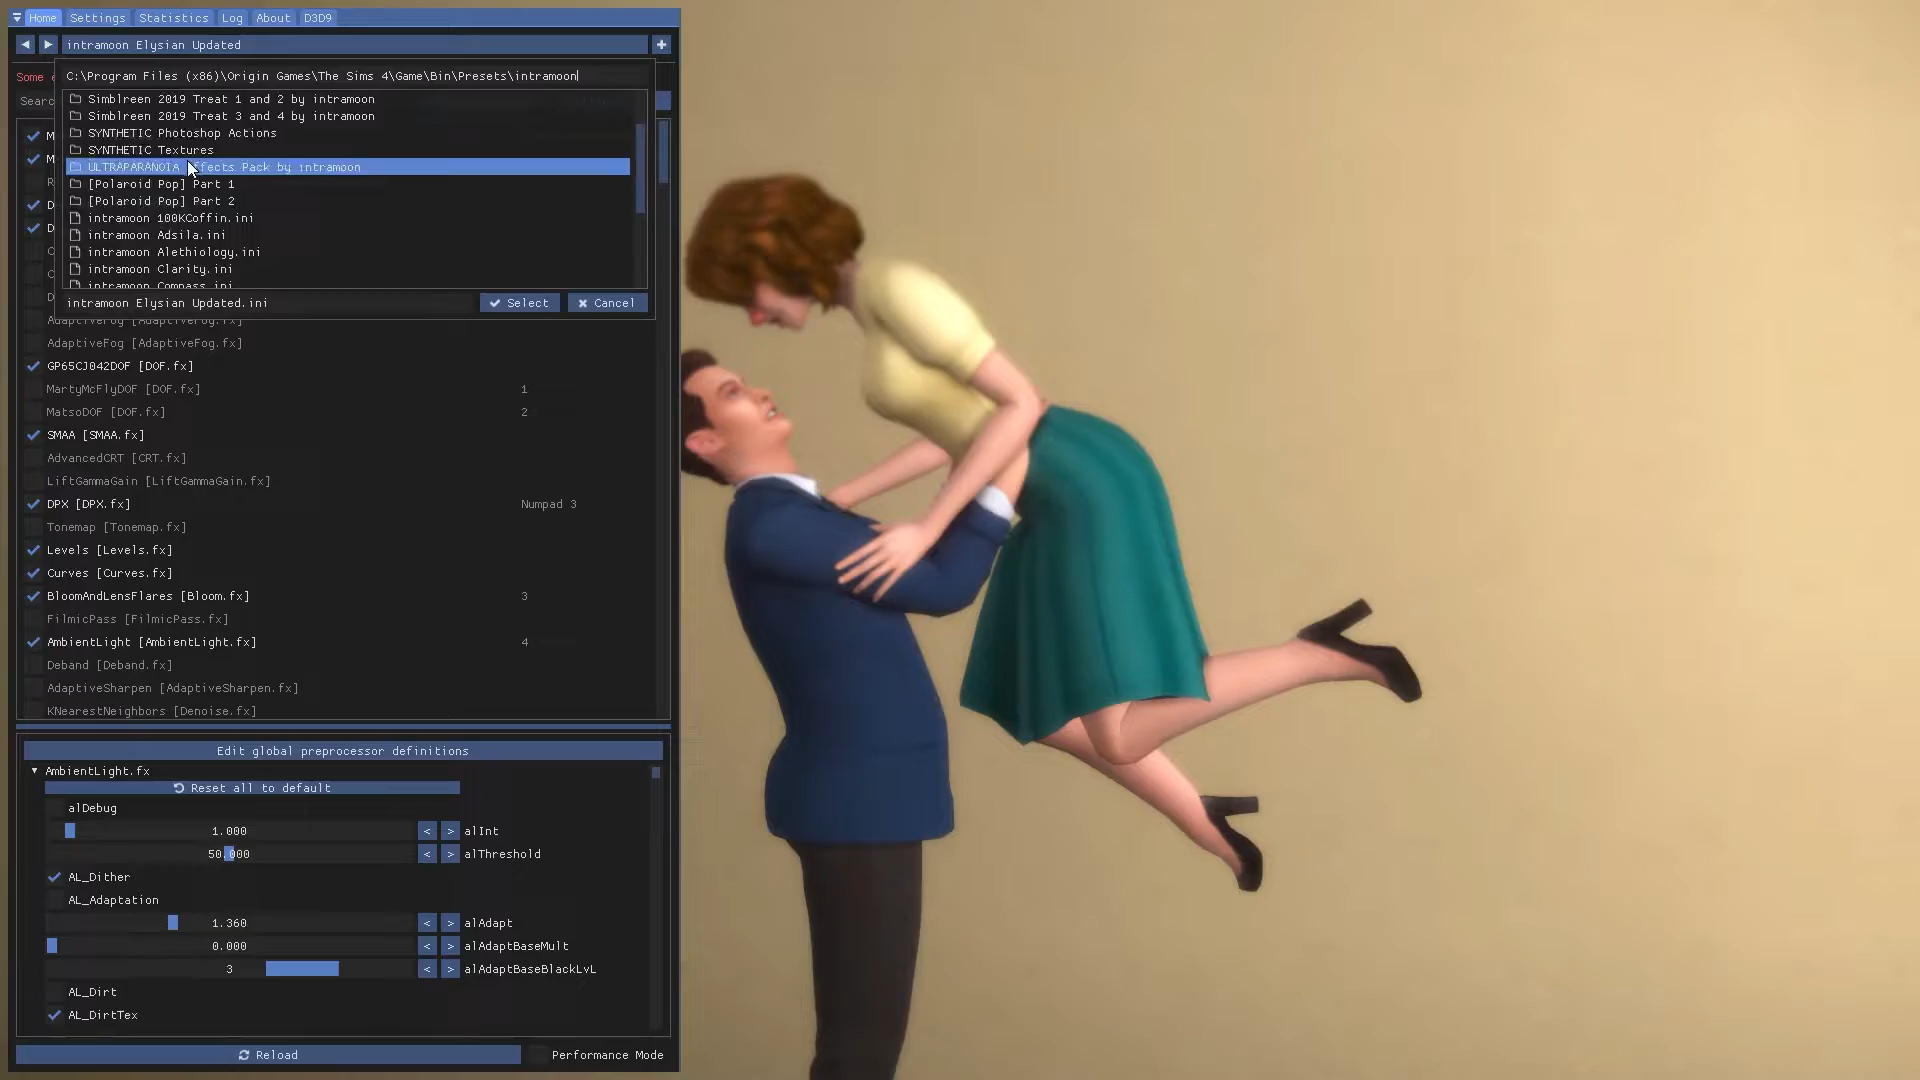 Home Settings Statistics Log About D3D9
intramoon Elysian Updated
Some
C:\Program Files (x86)\Origin Games\The Sims 4\Game\Bin\Presets\intramoon
Searc
Simblreen 2019 Treat 1 and 2 by intramoon
Simblreen 2019 Treat 3 and 4 by intramoon
SYNTHETIC Photoshop Actions
SYNTHETIC Textures
ULTRAPARANOIA Effects Pack by intramoon
[Polaroid Pop] Part 1
[Polaroid Pop] Part 2
intramoon 100KCoffin.ini
intramoon Adsila.ini
intramoon Alethiology.ini
intramoon Clarity.ini
intramoon Compass.ini
intramoon Elysian Updated.ini Select Cancel
AdaptiveFog [AdaptiveFog.fx]
AdaptiveFog [AdaptiveFog.fx]
GP65CJ042DOF [DOF.fx]
MartyMcFlyDOF [DOF.fx] 1
MatsoDOF [DOF.fx] 2
SMAA [SMAA.fx]
AdvancedCRT [CRT.fx]
LiftGammaGain [LiftGammaGain.fx]
DPX [DPX.fx] Numpad 3
Tonemap [Tonemap.fx]
Levels [Levels.fx]
Curves [Curves.fx]
BloomAndLensFlares [Bloom.fx] 3
FilmicPass [FilmicPass.fx]
AmbientLight [AmbientLight.fx] 4
Deband [Deband.fx]
AdaptiveSharpen [AdaptiveSharpen.fx]
KNearestNeighbors [Denoise.fx]
Edit global preprocessor definitions
AmbientLight.fx
Reset all to default
alDebug
1.000 < > alInt
50.000 < > alThreshold
AL_Dither
AL_Adaptation
1.360 < > alAdapt
0.000 < > alAdaptBaseMult
3 < > alAdaptBaseBlackLvL
AL_Dirt
AL_DirtTex
Reload Performance Mode